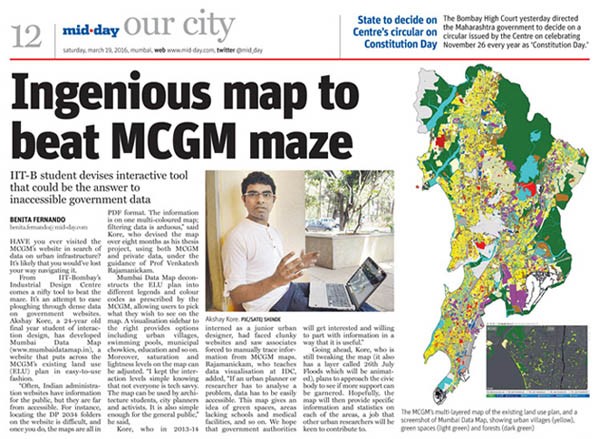 12
mid-day our city
saturday, march 19, 2016, mumbai, web www.mid-day.com, twitter @mid_day
State to decide on
Centre's circular on
Constitution Day
The Bombay High Court yesterday directed
the Maharashtra government to decide on a
circular issued by the Centre on celebrating
November 26 every year as 'Constitution Day.'
Ingenious map to
beat MCGM maze
IIT-B student devises interactive tool
that could be the answer to
inaccessible government data
BENITA FERNANDO
benita.fernando@mid-day.com
HAVE you ever visited the
MCGM's website in search of
data on urban infrastructure?
It's likely that you would've lost
your way navigating it.
From IIT-Bombay's
Industrial Design Centre
comes a nifty tool to beat the
maze. It's an attempt to ease
ploughing through dense data
on government websites.
Akshay Kore, a 24-year old
final year student of interac-
tion design, has developed
Mumbai Data Map
(www.mumbaidatamap.in), a
website that puts across the
MCGM's existing land use
(ELU) plan in easy-to-use
fashion.
"Often, Indian administra-
tion websites have information
for the public, but they are far
from accessible. For instance,
locating the DP 2034 folders
on the website is difficult, and
once you do, the maps are all in
PDF format. The information
is on one multi-coloured map;
filtering data is arduous," said
Kore, who devised the map
over eight months as his thesis
project, using both MCGM
and private data, under the
guidance of Prof Venkatesh
Rajamanickam.
Mumbai Data Map decon-
structs the ELU plan into
different legends and colour
codes as prescribed by the
MCGM, allowing users to pick
what they wish to see on the
map. A visualisation sidebar to
the right provides options
including urban villages,
swimming pools, municipal
chowkies, education and so on.
Moreover, saturation and
lightness levels on the map can
be adjusted. "I kept the inter-
action levels simple knowing
that not everyone is tech savvy.
The map can be used by archi-
tecture students, city planners
and activists. It is also simple
enough for the general public,"
he said,
Kore, who in 2013-14
Akshay Kore. PIC/SATEJ SHINDE
interned as a junior urban
designer, had faced clunky
websites and saw associates
forced to manually trace infor-
mation from MCGM maps.
Rajamanickam, who teaches
data visualisation at IDC,
added, "If an urban planner or
researcher has to analyse a
problem, data has to be easily
accessible. This map gives an
idea of green spaces, areas
lacking schools and medical
facilities, and so on. We hope
that government authorities
will get interested and willing
to part with information in a
way that it is useful."
Going ahead, Kore, who is
still tweaking the map (it also
has a layer called 26th July
Floods which will be animat-
ed), plans to approach the civic
body to see if more support can
be garnered. Hopefully, the
map will then provide specific
information and statistics on
each of the areas, a job that
other urban researchers will be
keen to contribute to.
The MCGM's multi-layered map of the existing land use plan, and a
screenshot of Mumbai Data Map, showing urban villages (yellow),
green spaces (light green) and forests (dark green)